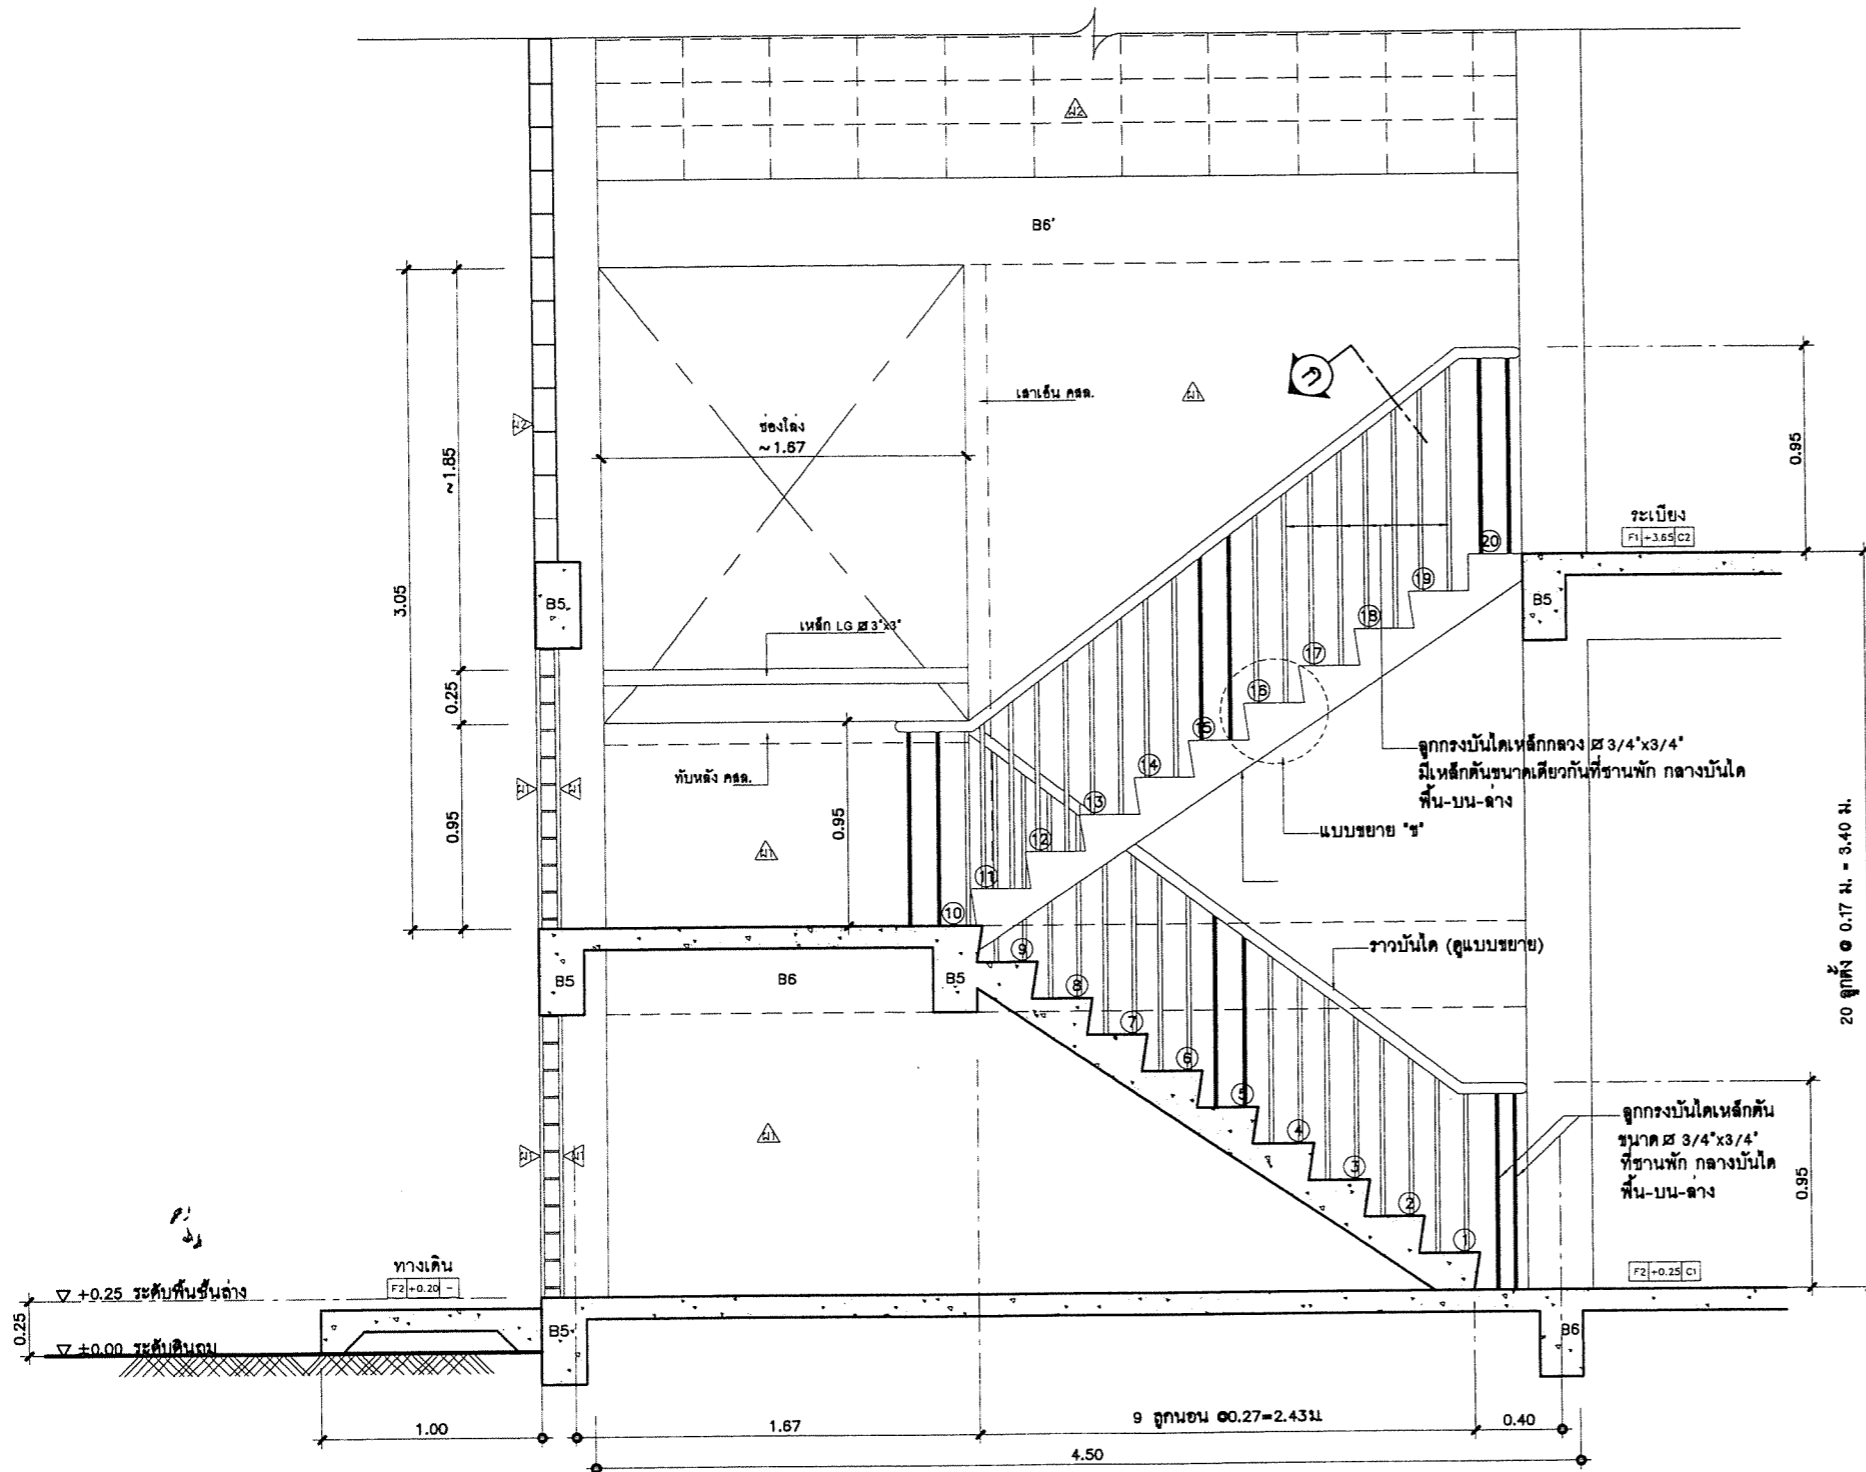 ผ2
B6'
เสาเอ็น คสล.
ผ1
ก
ช่องโล่ง
~1.67
ผ2
3.05
~1.85
0.25
0.95
0.95
ระเบียง
F1 +3.65 C2
B5
B5
เหล็ก LG ⌀ 3"x3"
ทับหลัง คสล.
20
19
18
17
16
15
14
13
12
11
10
ลูกกรงบันไดเหล็กกลวง ⌀ 3/4"x3/4"
มีเหล็กตันขนาดเดียวกันที่ชานพัก กลางบันได
พื้น-บน-ล่าง
แบบขยาย "ข"
ผ1
ผ1
ผ1
0.95
20 ลูกตั้ง @ 0.17 ม. = 3.40 ม.
ราวบันได (ดูแบบขยาย)
B5
B6
B5
9
8
7
6
5
4
3
2
1
ผ1
ผ1
ผ1
ลูกกรงบันไดเหล็กตัน
ขนาด ⌀ 3/4"x3/4"
ที่ชานพัก กลางบันได
พื้น-บน-ล่าง
0.95
ทางเดิน
F2 +0.20 -
F2 +0.25 C1
+0.25 ระดับพื้นชั้นล่าง
0.25
±0.00 ระดับดินถม
B5
B6
1.00
1.67
9 ลูกนอน @0.27=2.43ม.
0.40
4.50